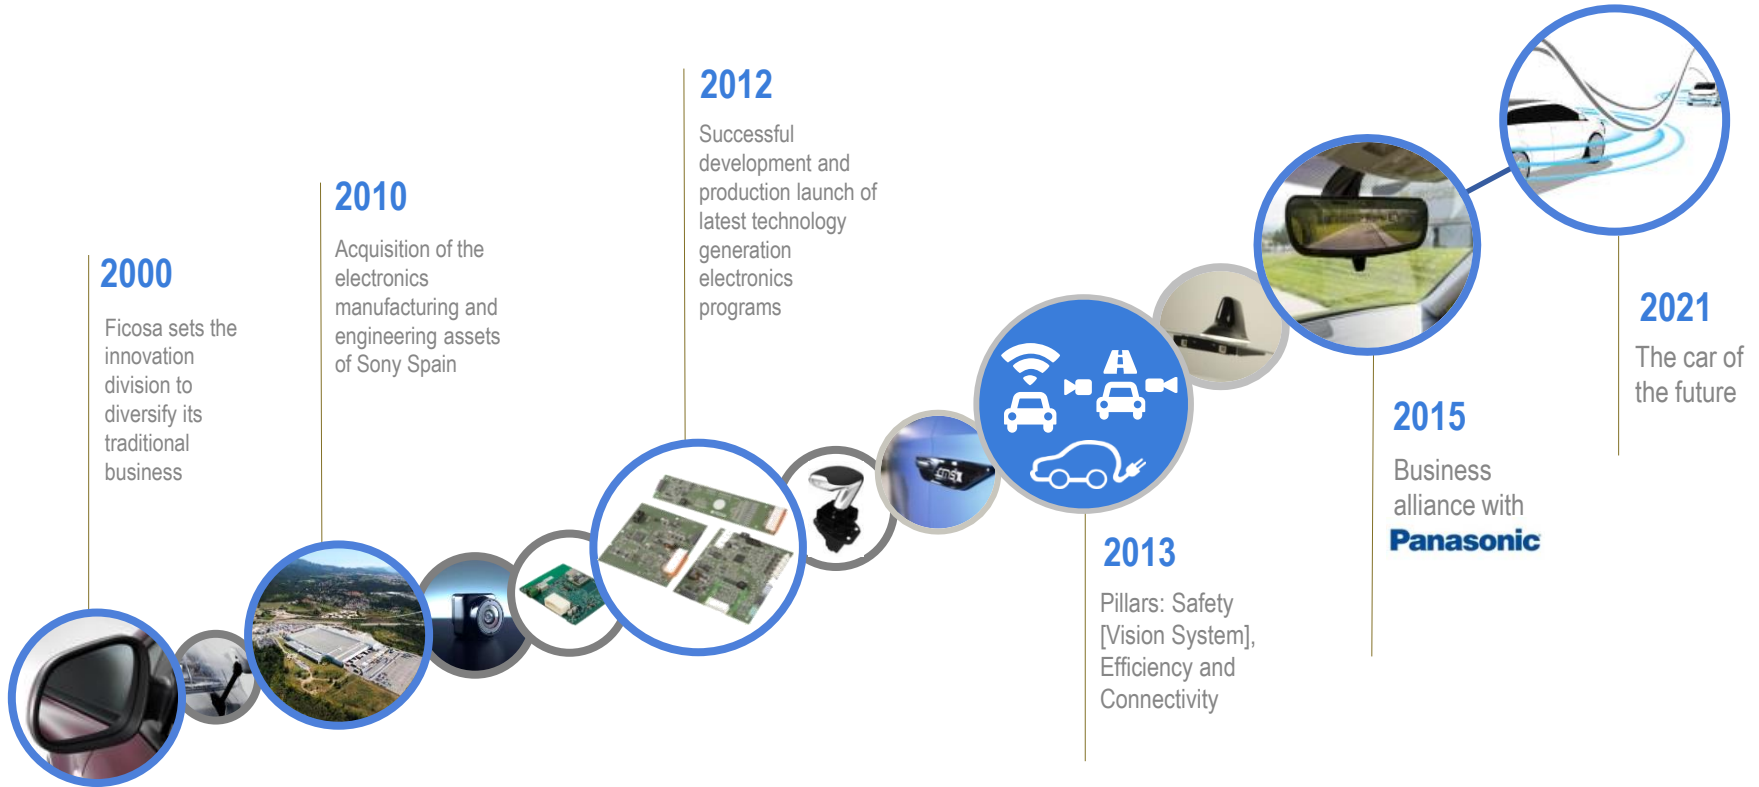 2000
Ficosa sets the
innovation
division to
diversify its
traditional
business
2010
Acquisition of the
electronics
manufacturing and
engineering assets
of Sony Spain
2012
Successful
development and
production launch of
latest technology
generation
electronics
programs
2013
Pillars: Safety
[Vision System],
Efficiency and
Connectivity
2015
Business
alliance with
Panasonic
2021
The car of
the future